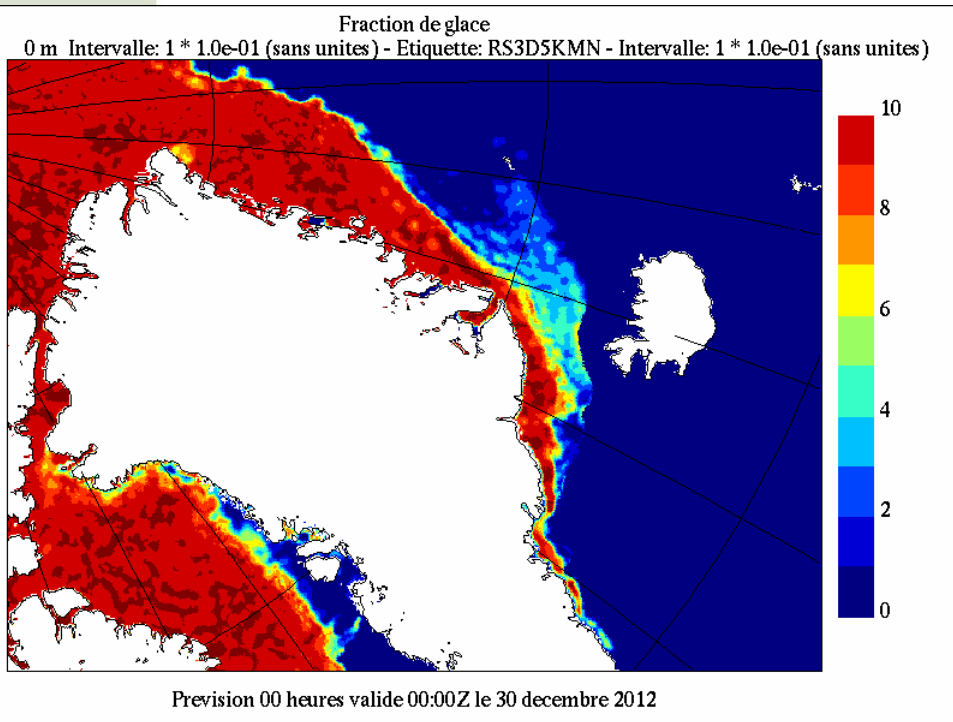 Fraction de glace
0 m Intervalle: 1 * 1.0e-01 (sans unites) - Etiquette: RS3D5KMN - Intervalle: 1 * 1.0e-01 (sans unites)
10
8
6
4
2
0
Prevision 00 heures valide 00:00Z le 30 decembre 2012